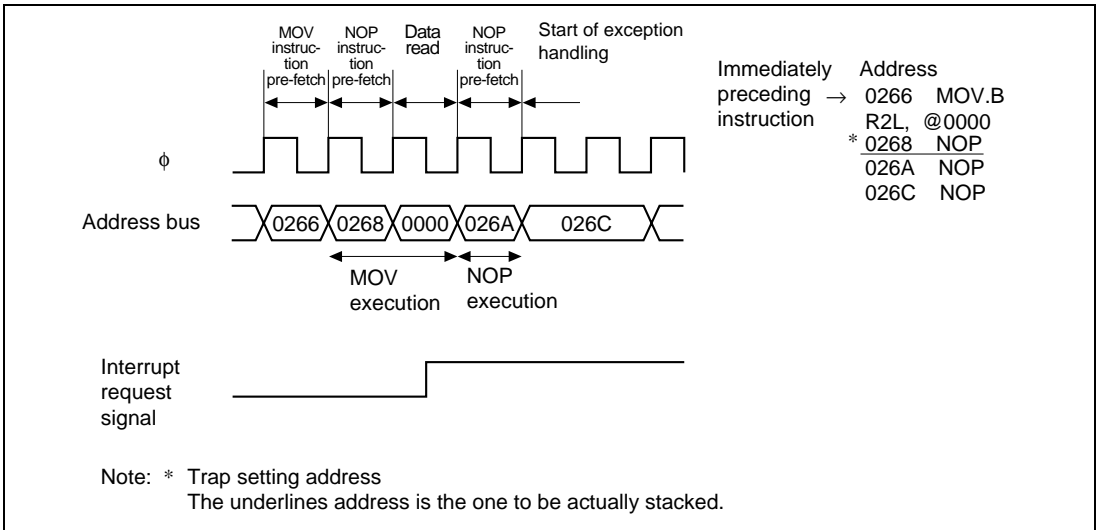 MOV instruc- tion pre-fetch
NOP instruc- tion pre-fetch
Data read
NOP instruc- tion pre-fetch
Start of exception handling
Immediately preceding instruction →
Address
0266 MOV.B
R2L, @0000
* 0268 NOP
026A NOP
026C NOP
ϕ
Address bus
0266 0268 0000 026A 026C
MOV execution
NOP execution
Interrupt request signal
Note: * Trap setting address
The underlines address is the one to be actually stacked.